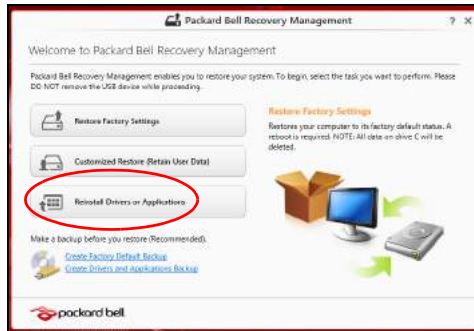 Packard Bell Recovery Management
? X
Welcome to Packard Bell Recovery Management
Packard Bell Recovery Management enables you to restore your system. To begin, select the task you want to perform. Please
DO NOT remove the USB device while proceeding.
Restore Factory Settings
Customized Restore (Retain User Data)
Reinstall Drivers or Applications
Restore Factory Settings
Restores your computer to its factory default status. A
reboot is required. NOTE: All data on drive C will be
deleted.
Make a backup before you restore (Recommended).
Create Factory Default Backup
Create Drivers and Applications Backup
packard bell